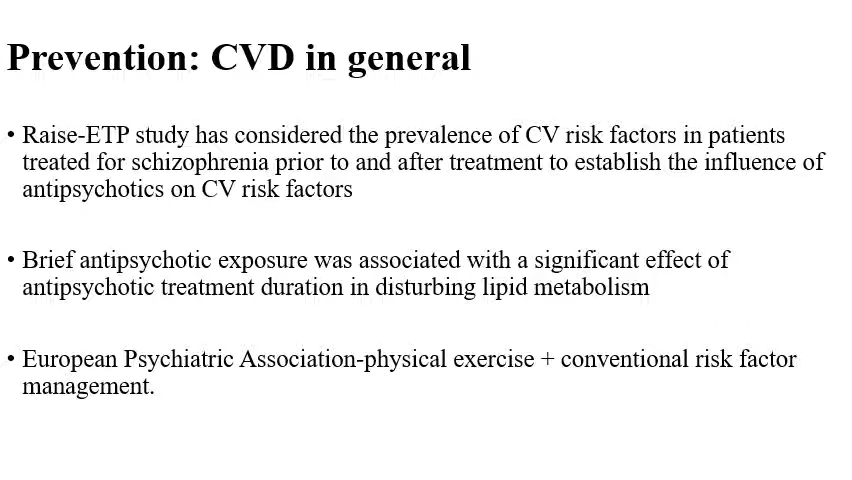 Prevention: CVD in general
• Raise-ETP study has considered the prevalence of CV risk factors in patients
treated for schizophrenia prior to and after treatment to establish the influence of
antipsychotics on CV risk factors
• Brief antipsychotic exposure was associated with a significant effect of
antipsychotic treatment duration in disturbing lipid metabolism
• European Psychiatric Association-physical exercise + conventional risk factor
management.